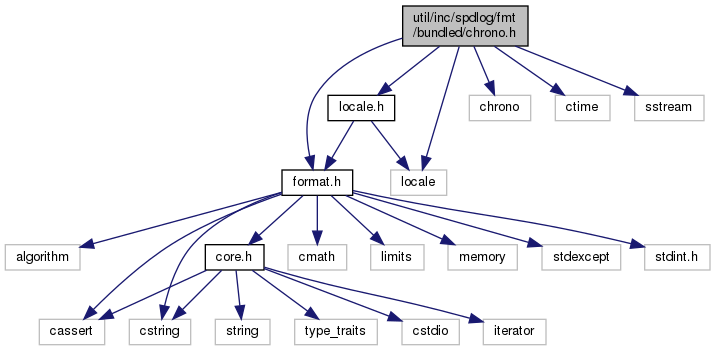 util/inc/spdlog/fmt
/bundled/chrono.h
locale.h
chrono
ctime
sstream
format.h
locale
algorithm
core.h
cmath
limits
memory
stdexcept
stdint.h
cassert
cstring
string
type_traits
cstdio
iterator